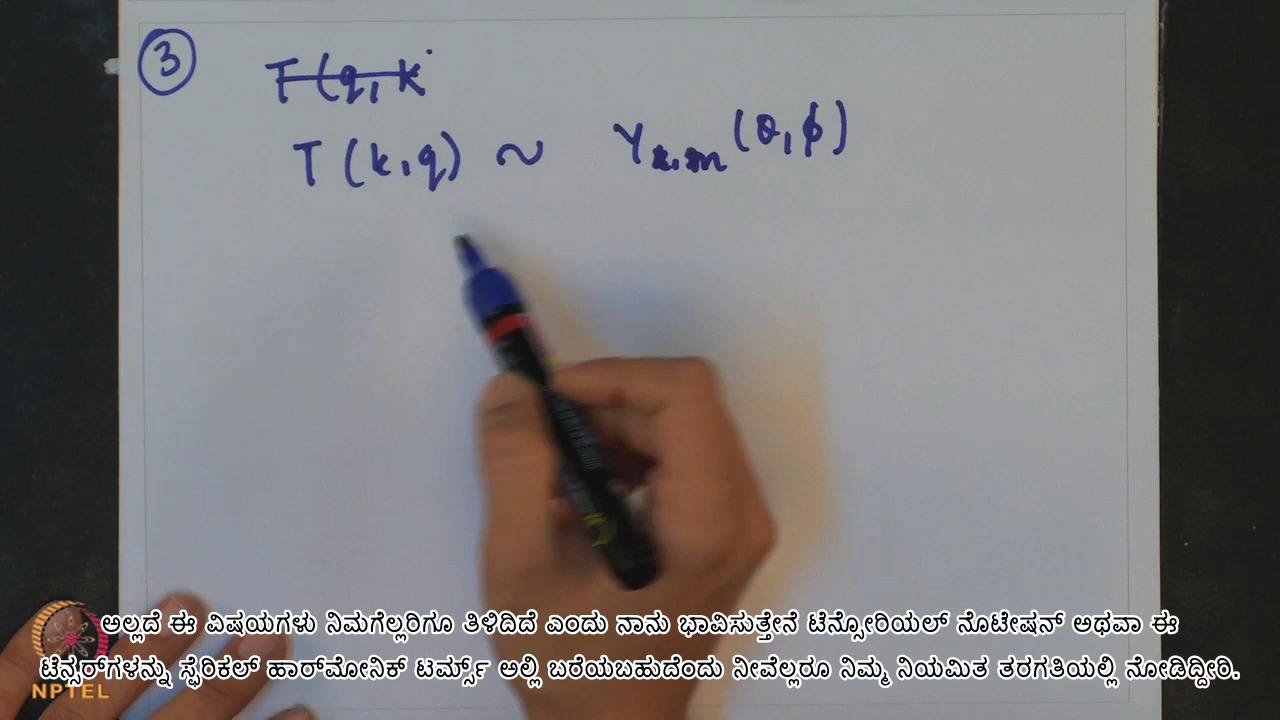 ③
T(q, k
T(k, q) ~ Y k, m (θ, ϕ)
ಅಲ್ಲದೆ ಈ ವಿಷಯಗಳು ನಿಮಗೆಲ್ಲರಿಗೂ ತಿಳಿದಿದೆ ಎಂದು ನಾನು ಭಾವಿಸುತ್ತೇನೆ ಟೆನ್ಸೋರಿಯಲ್ ನೊಟೇಷನ್ ಅಥವಾ ಈ
ಟೆನ್ಸರ್‌ಗಳನ್ನು ಸ್ಫೆರಿಕಲ್ ಹಾರ್ಮೋನಿಕ್ ಟರ್ಮ್ಸ್ ಅಲ್ಲಿ ಬರೆಯಬಹುದೆಂದು ನೀವೆಲ್ಲರೂ ನಿಮ್ಮ ನಿಯಮಿತ ತರಗತಿಯಲ್ಲಿ ನೋಡಿದ್ದೀರಿ.
NPTEL